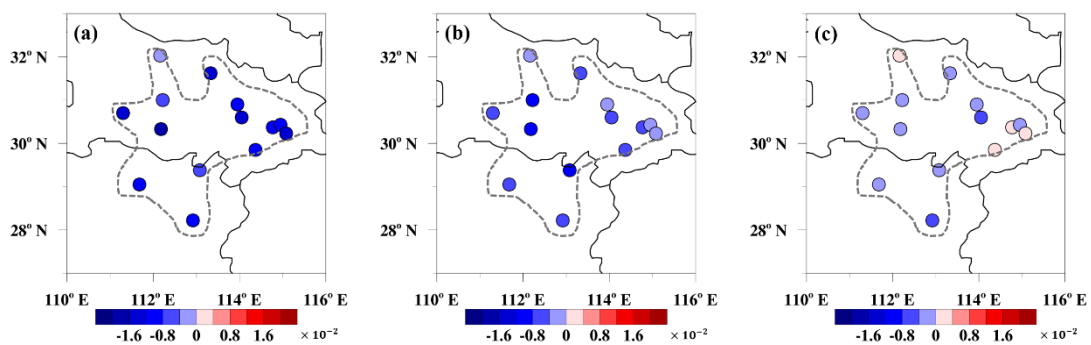 (a) (b) (c)
32° N 32° N 32° N
30° N 30° N 30° N
28° N 28° N 28° N
110° E 112 114 116° E 110° E 112 114 116° E 110° E 112 114 116° E
-1.6 -0.8 0 0.8 1.6 × 10⁻² -1.6 -0.8 0 0.8 1.6 × 10⁻² -1.6 -0.8 0 0.8 1.6 × 10⁻²